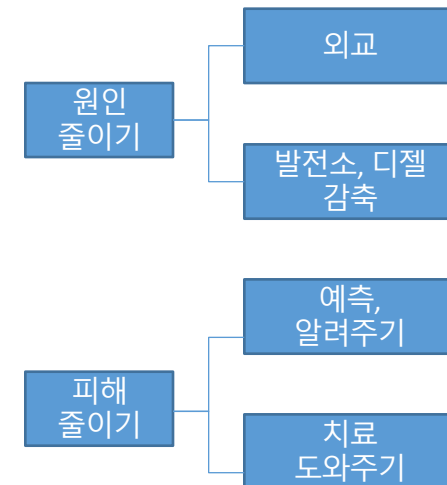 원인
줄이기
외교
발전소, 디젤
감축
피해
줄이기
예측,
알려주기
치료
도와주기